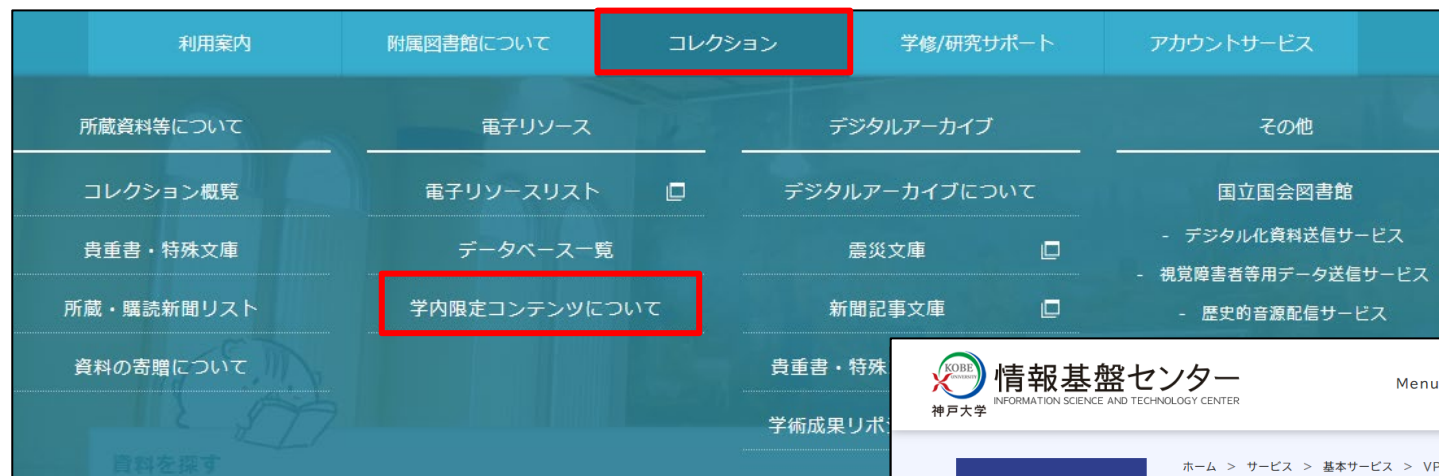 利用案内
附属図書館について
コレクション
学修/研究サポート
アカウントサービス
所蔵資料等について
コレクション概覧
貴重書・特殊文庫
所蔵・購読新聞リスト
資料の寄贈について
電子リソース
電子リソースリスト
データベース一覧
学内限定コンテンツについて
デジタルアーカイブ
デジタルアーカイブについて
震災文庫
新聞記事文庫
貴重書・特殊
学術成果リポ
その他
国立国会図書館
- デジタル化資料送信サービス
- 視覚障害者等用データ送信サービス
- 歴史的音源配信サービス
資料を探す
KOBE
UNIVERSITY
神戸大学
情報基盤センター
INFORMATION SCIENCE AND TECHNOLOGY CENTER
Menu
ホーム > サービス > 基本サービス > VP